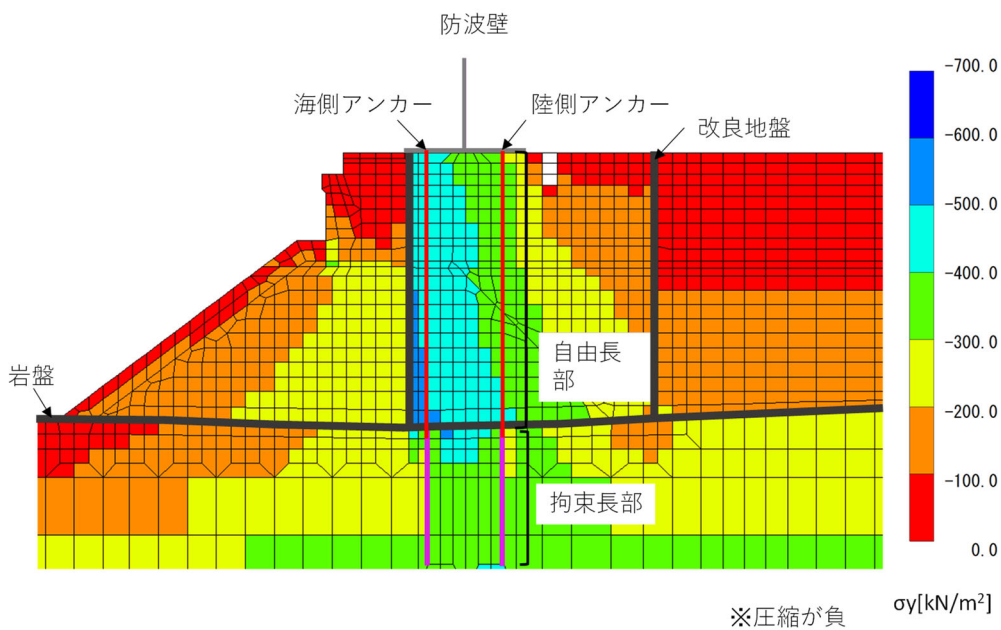 防波壁
海側アンカー
陸側アンカー
改良地盤
岩盤
自由長
部
拘束長部
-700.0
-600.0
-500.0
-400.0
-300.0
-200.0
-100.0
0.0
σy[kN/m²]
※圧縮が負